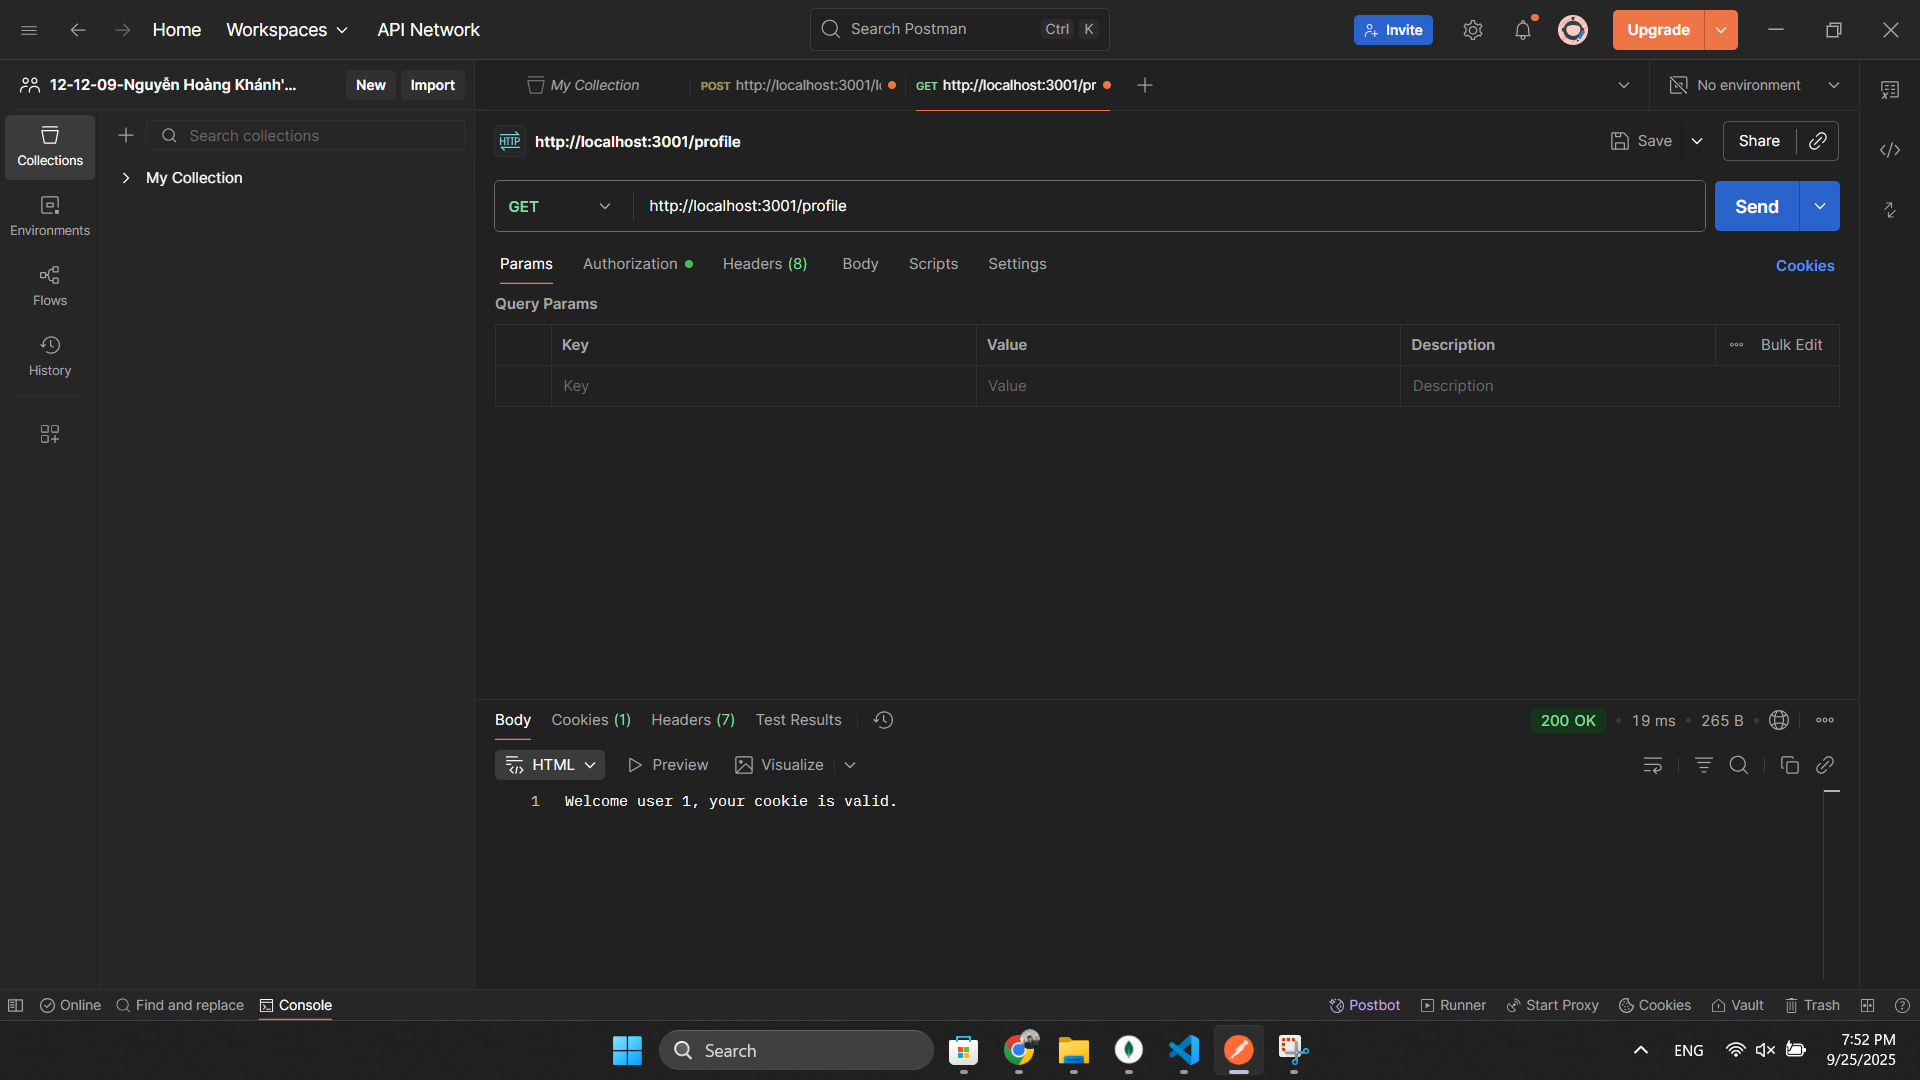 Home Workspaces API Network Search Postman Ctrl K Invite Upgrade
12-12-09-Nguyễn Hoàng Khánh'... New Import My Collection POST http://localhost:3001/l GET http://localhost:3001/pr No environment
Search collections
Collections
Environments
Flows
History
My Collection
HTTP http://localhost:3001/profile Save Share
GET http://localhost:3001/profile Send
Params Authorization Headers (8) Body Scripts Settings Cookies
Query Params
Key Value Description Bulk Edit
Key Value Description
Body Cookies (1) Headers (7) Test Results 200 OK 19 ms 265 B
HTML Preview Visualize
1 Welcome user 1, your cookie is valid.
Online Find and replace Console Postbot Runner Start Proxy Cookies Vault Trash
Search ENG 7:52 PM
9/25/2025